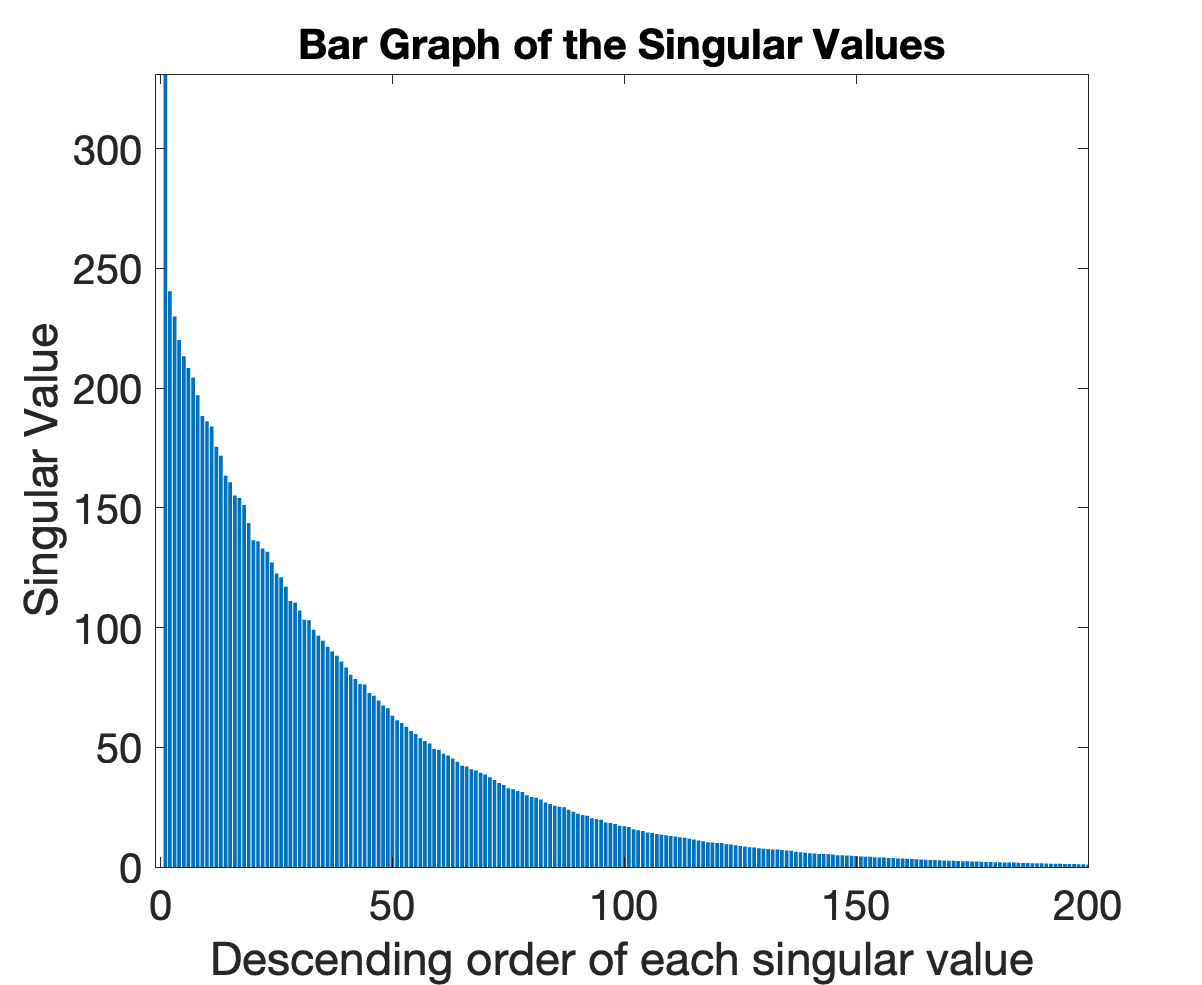 Bar Graph of the Singular Values
300
250
200
150
100
50
0
Singular Value
0 50 100 150 200
Descending order of each singular value